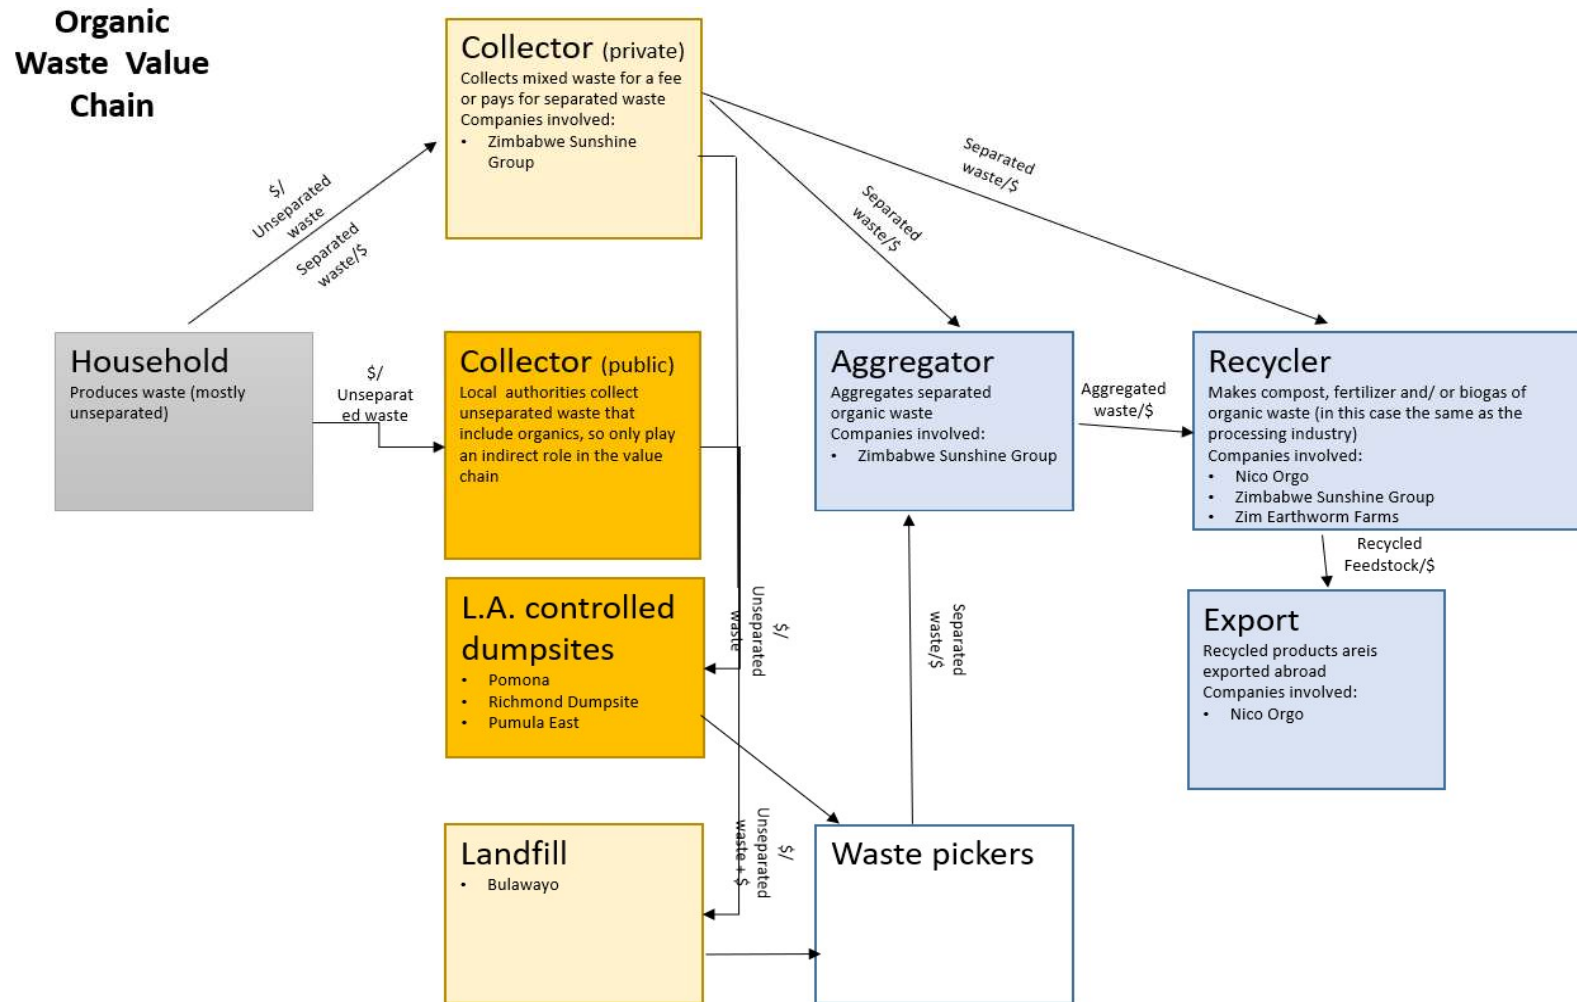 Organic
Waste Value
Chain
Collector (private)
Collects mixed waste for a fee
or pays for separated waste
Companies involved:
• Zimbabwe Sunshine
Group
$/
Unseparated
waste
Separated
waste/$
Separated
waste/$
Separated
waste/$
Household
Produces waste (mostly
unseparated)
$/
Unseparat
ed waste
Collector (public)
Local authorities collect
unseparated waste that
include organics, so only play
an indirect role in the value
chain
Aggregator
Aggregates separated
organic waste
Companies involved:
• Zimbabwe Sunshine Group
Aggregated
waste/$
Recycler
Makes compost, fertilizer and/ or biogas of
organic waste (in this case the same as the
processing industry)
Companies involved:
• Nico Orgo
• Zimbabwe Sunshine Group
• Zim Earthworm Farms
Recycled
Feedstock/$
L.A. controlled
dumpsites
• Pomona
• Richmond Dumpsite
• Pumula East
$/
Unseparated
waste
Separated
waste/$
Export
Recycled products areis
exported abroad
Companies involved:
• Nico Orgo
Landfill
• Bulawayo
$/
Unseparated
waste + $
Waste pickers